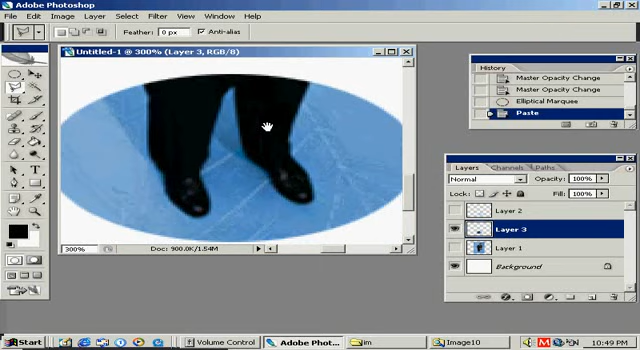 Adobe Photoshop
File Edit Image Layer Select Filter View Window Help
Feather: 0 px Anti-alias
Untitled-1 @ 300% (Layer 3, RGB/8)
300% Doc: 900.0K/1.54M
History
Master Opacity Change
Master Opacity Change
Elliptical Marquee
Paste
Layers Channels Paths
Normal Opacity: 100%
Lock: Fill: 100%
Layer 2
Layer 3
Layer 1
Background
Start Volume Control Adobe Phot... im Image10 10:49 PM